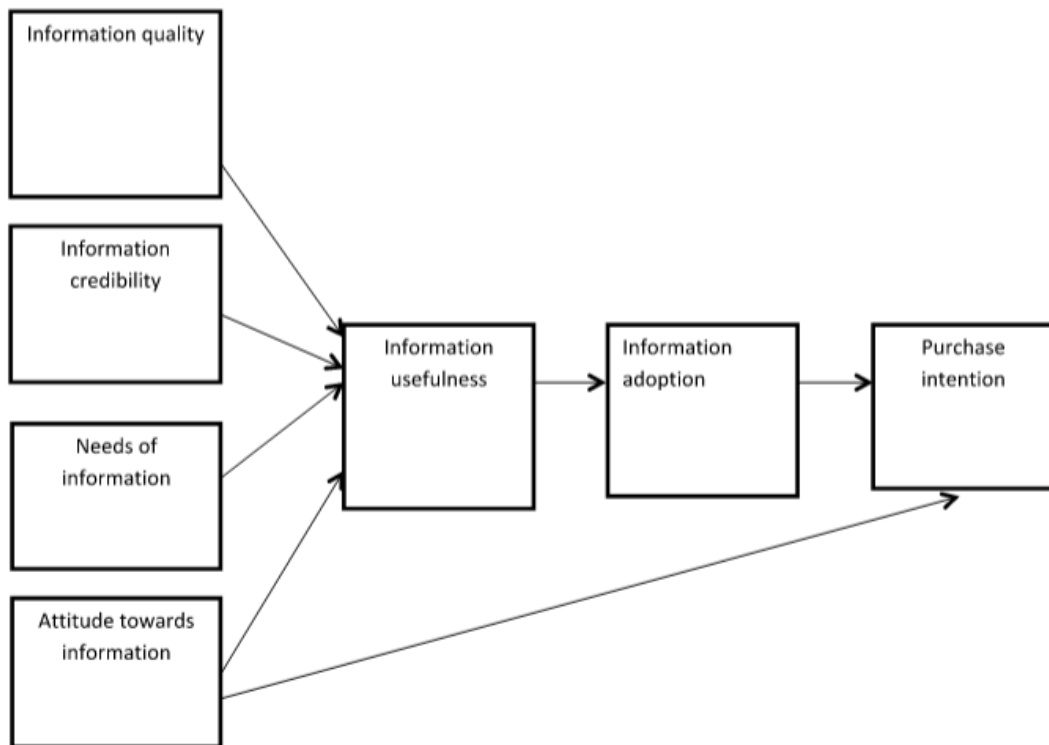 Information quality
Information
credibility
Needs of
information
Attitude towards
information
Information
usefulness
Information
adoption
Purchase
intention